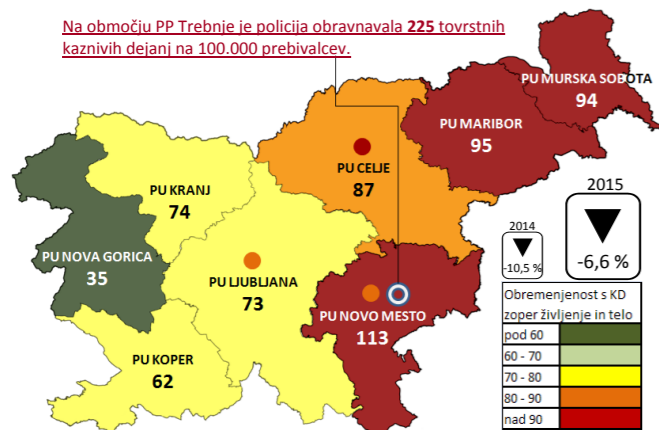 Na območju PP Trebnje je policija obravnavala 225 tovrstnih
kaznivih dejanj na 100.000 prebivalcev.
PU MURSKA SOBOTA
94
PU MARIBOR
95
PU CELJE
87
PU KRANJ
74
PU NOVA GORICA
35
PU LJUBLJANA
73
PU NOVO MESTO
113
PU KOPER
62
2014
-10,5 %
2015
-6,6 %
Obremenjenost s KD
zoper življenje in telo
pod 60
60 - 70
70 - 80
80 - 90
nad 90